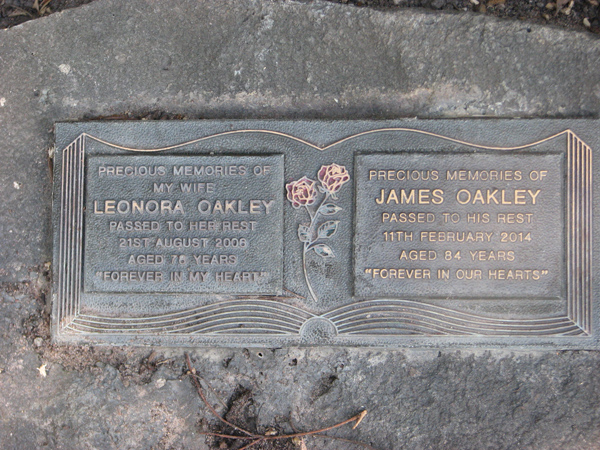 PRECIOUS MEMORIES OF
MY WIFE
LEONORA OAKLEY
PASSED TO HER REST
21ST AUGUST 2006
AGED 76 YEARS
"FOREVER IN MY HEART"
PRECIOUS MEMORIES OF
JAMES OAKLEY
PASSED TO HIS REST
11TH FEBRUARY 2014
AGED 84 YEARS
"FOREVER IN OUR HEARTS"